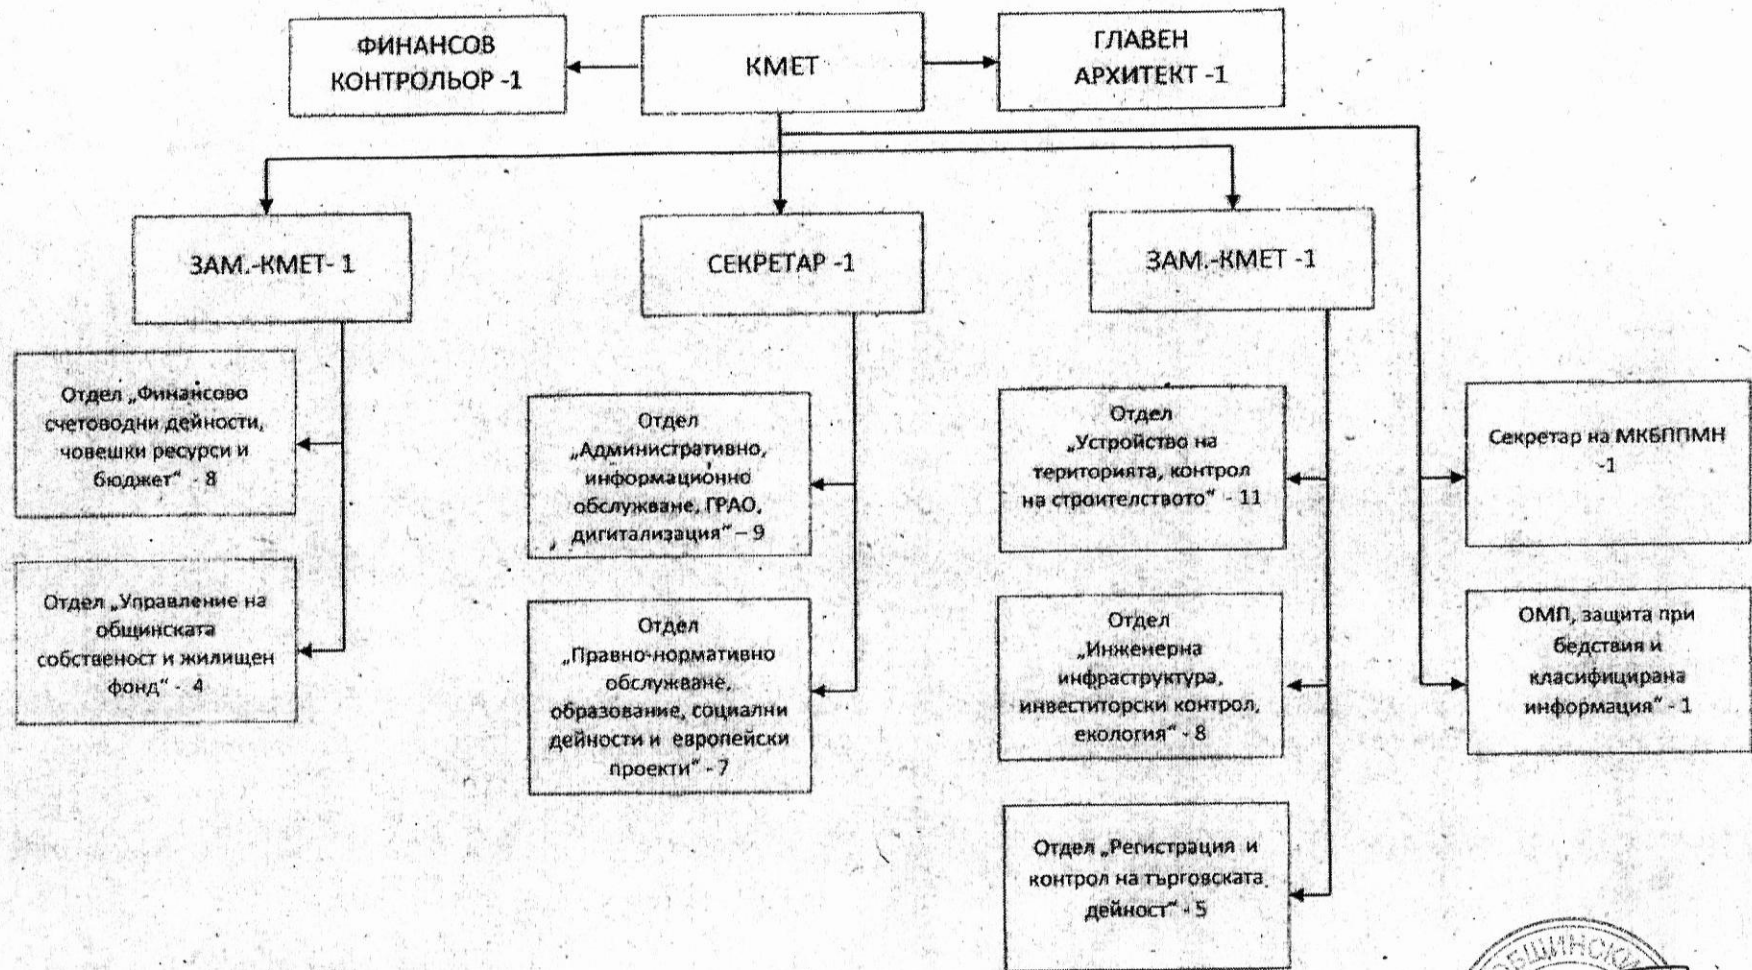 ФИНАНСОВ
КОНТРОЛЬОР -1
КМЕТ
ГЛАВЕН
АРХИТЕКТ -1
ЗАМ.-КМЕТ- 1
СЕКРЕТАР -1
ЗАМ.-КМЕТ -1
Отдел „Финансово
счетоводни дейности,
човешки ресурси и
бюджет" - 8
Отдел „Управление на
общинската
собственост и жилищен
фонд" - 4
Отдел
„Административно,
информационно
обслужване, ГРАО,
дигитализация" – 9
Отдел
„Правно-нормативно
обслужване,
образование, социални
дейности и европейски
проекти" - 7
Отдел
„Устройство на
територията, контрол
на строителството" - 11
Отдел
„Инженерна
инфраструктура,
инвеститорски контрол,
екология" - 8
Отдел „Регистрация и
контрол на търговската
дейност" - 5
Секретар на МКБППМН
-1
ОМП, защита при
бедствия и
класифицирана
информация" - 1
ОБЩИНСКИ